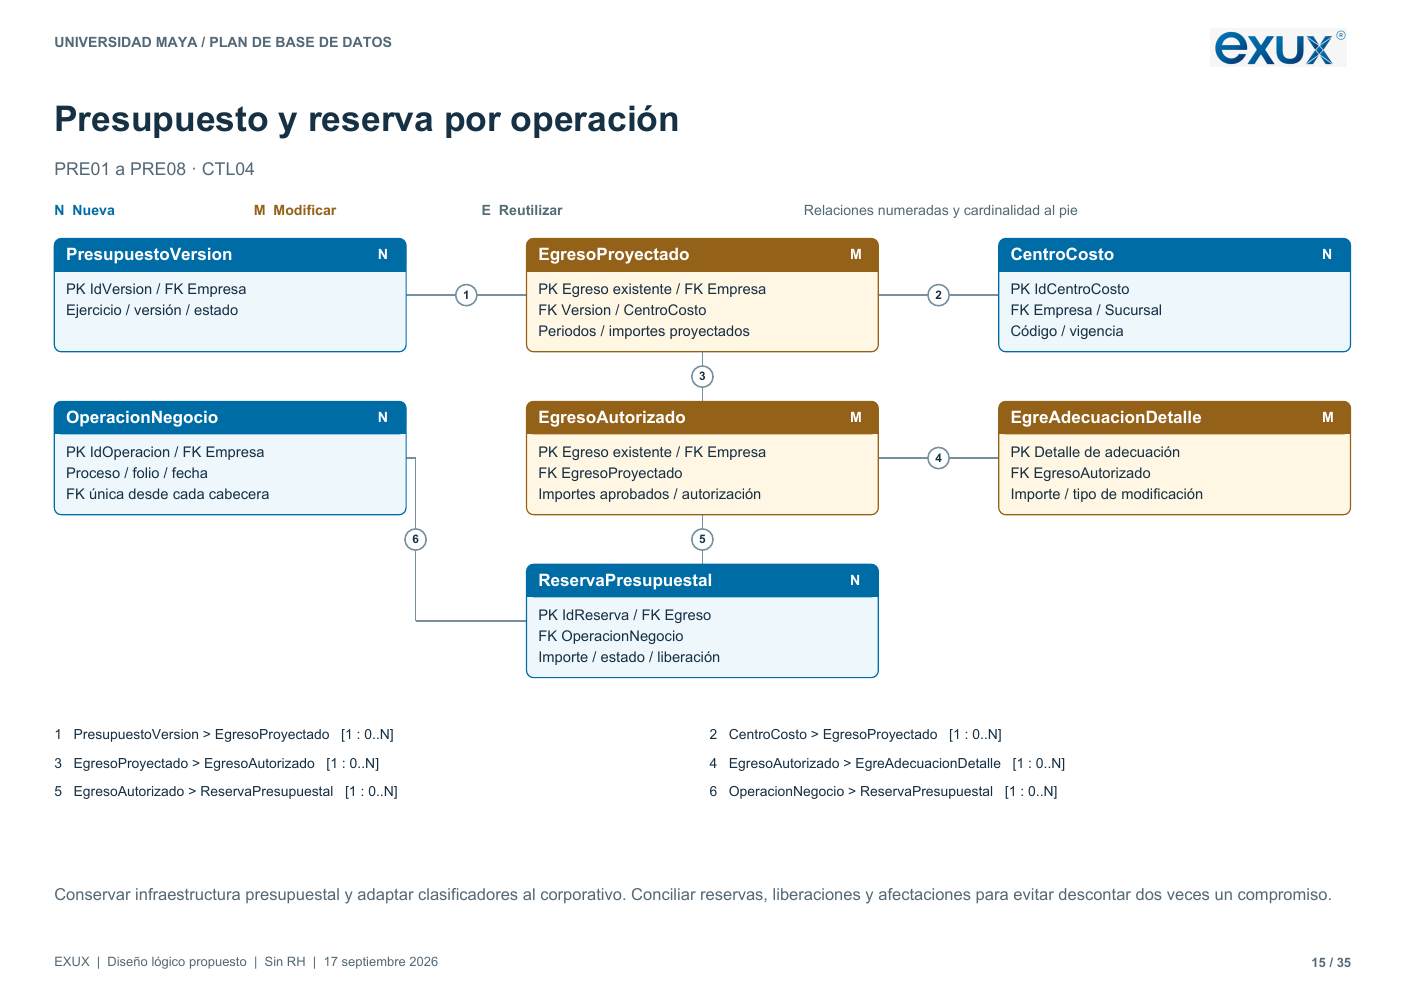 UNIVERSIDAD MAYA / PLAN DE BASE DE DATOS
exux®
Presupuesto y reserva por operación
PRE01 a PRE08 · CTL04
N Nueva
M Modificar
E Reutilizar
Relaciones numeradas y cardinalidad al pie
PresupuestoVersion N
PK IdVersion / FK Empresa
Ejercicio / versión / estado
1
EgresoProyectado M
PK Egreso existente / FK Empresa
FK Version / CentroCosto
Periodos / importes proyectados
2
CentroCosto N
PK IdCentroCosto
FK Empresa / Sucursal
Código / vigencia
3
OperacionNegocio N
PK IdOperacion / FK Empresa
Proceso / folio / fecha
FK única desde cada cabecera
EgresoAutorizado M
PK Egreso existente / FK Empresa
FK EgresoProyectado
Importes aprobados / autorización
4
EgreAdecuacionDetalle M
PK Detalle de adecuación
FK EgresoAutorizado
Importe / tipo de modificación
6
5
ReservaPresupuestal N
PK IdReserva / FK Egreso
FK OperacionNegocio
Importe / estado / liberación
1 PresupuestoVersion > EgresoProyectado [1 : 0..N]
2 CentroCosto > EgresoProyectado [1 : 0..N]
3 EgresoProyectado > EgresoAutorizado [1 : 0..N]
4 EgresoAutorizado > EgreAdecuacionDetalle [1 : 0..N]
5 EgresoAutorizado > ReservaPresupuestal [1 : 0..N]
6 OperacionNegocio > ReservaPresupuestal [1 : 0..N]
Conservar infraestructura presupuestal y adaptar clasificadores al corporativo. Conciliar reservas, liberaciones y afectaciones para evitar descontar dos veces un compromiso.
EXUX | Diseño lógico propuesto | Sin RH | 17 septiembre 2026
15 / 35